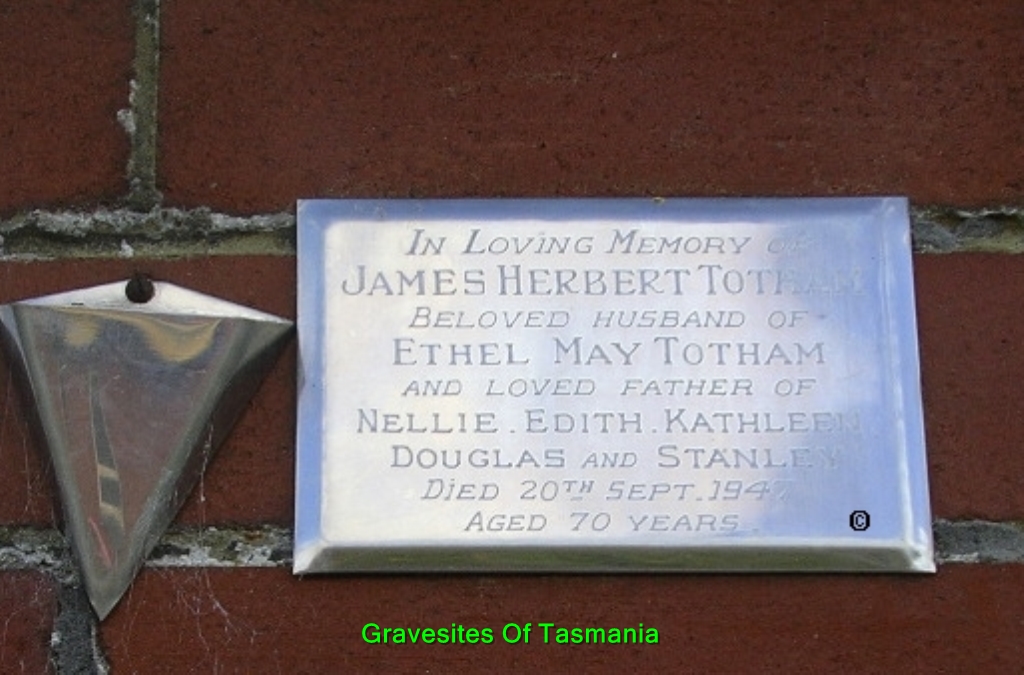 In Loving Memory of
James Herbert Totham
Beloved husband of
Ethel May Totham
and loved father of
Nellie. Edith. Kathleen
Douglas and Stanley
Died 20th Sept. 1947
Aged 70 years.
©
Gravesites Of Tasmania